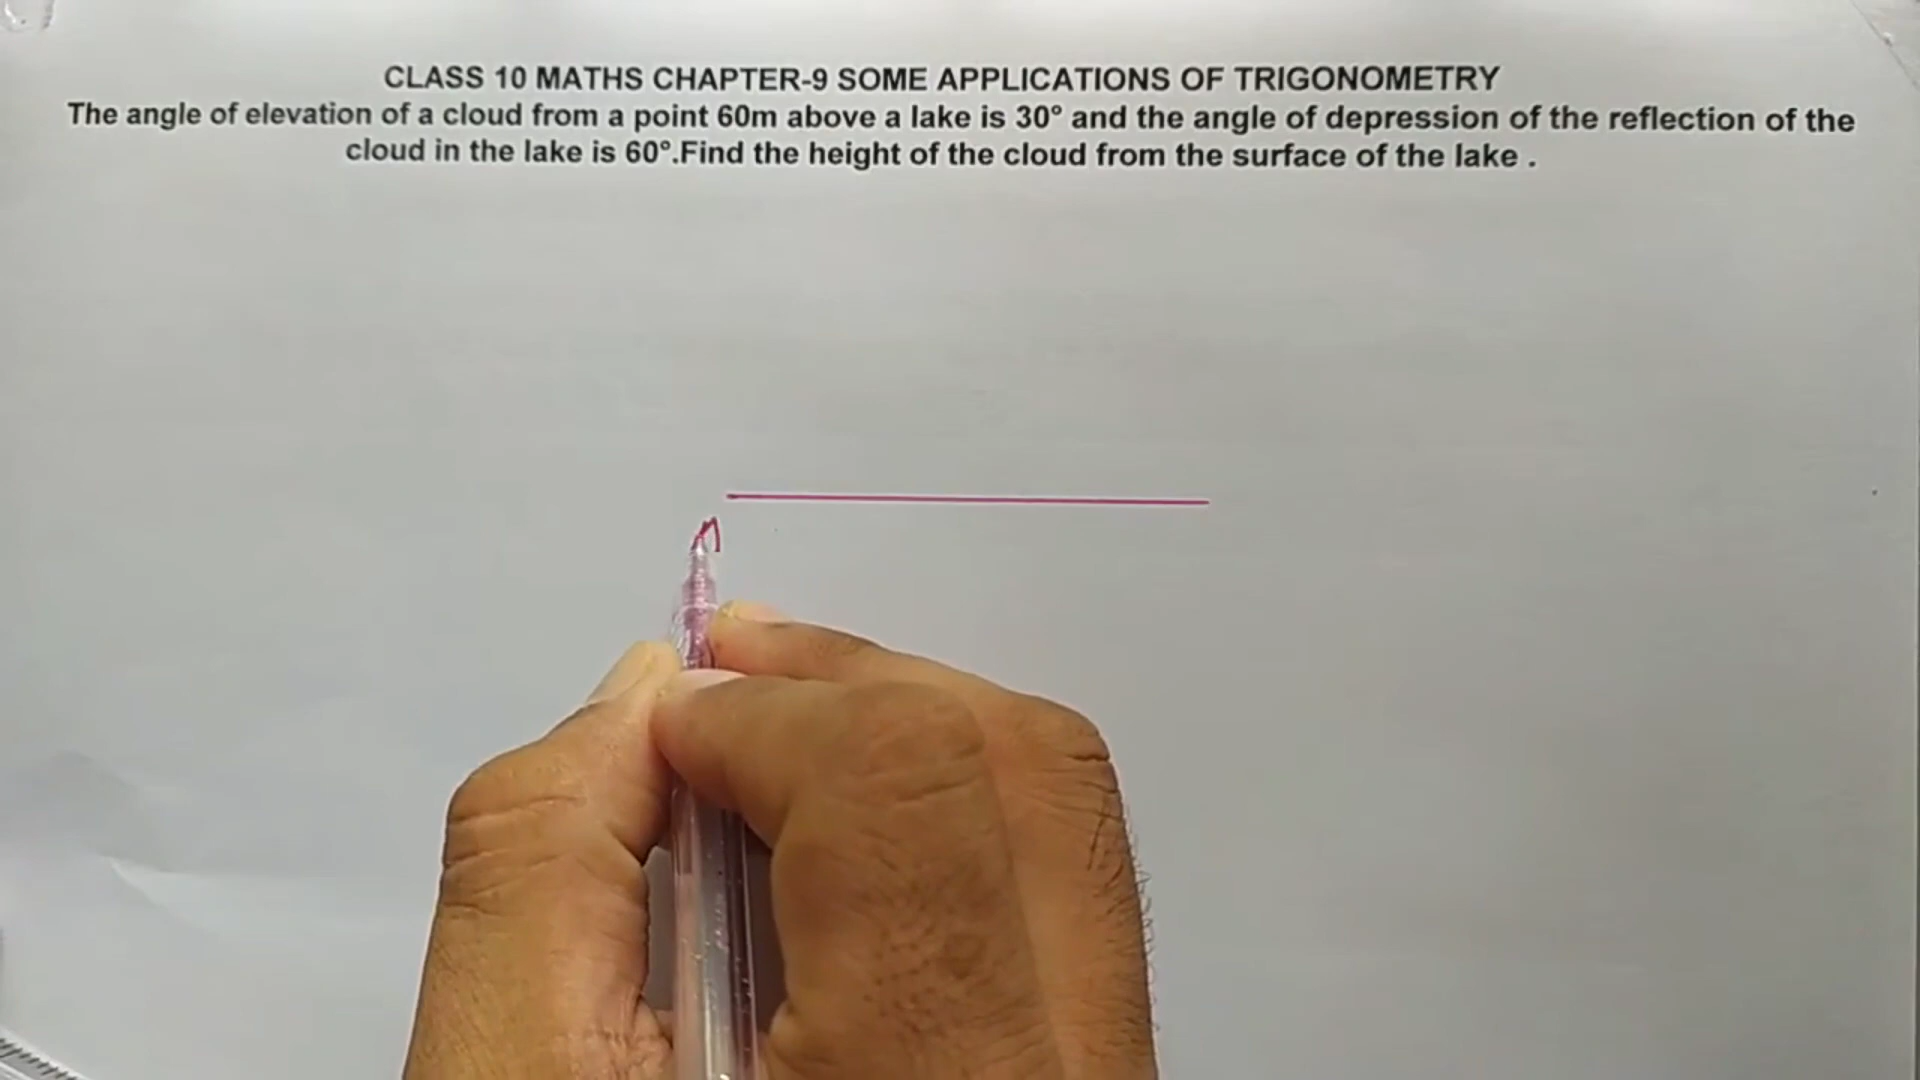 CLASS 10 MATHS CHAPTER-9 SOME APPLICATIONS OF TRIGONOMETRY
The angle of elevation of a cloud from a point 60m above a lake is 30° and the angle of depression of the reflection of the
cloud in the lake is 60°.Find the height of the cloud from the surface of the lake .